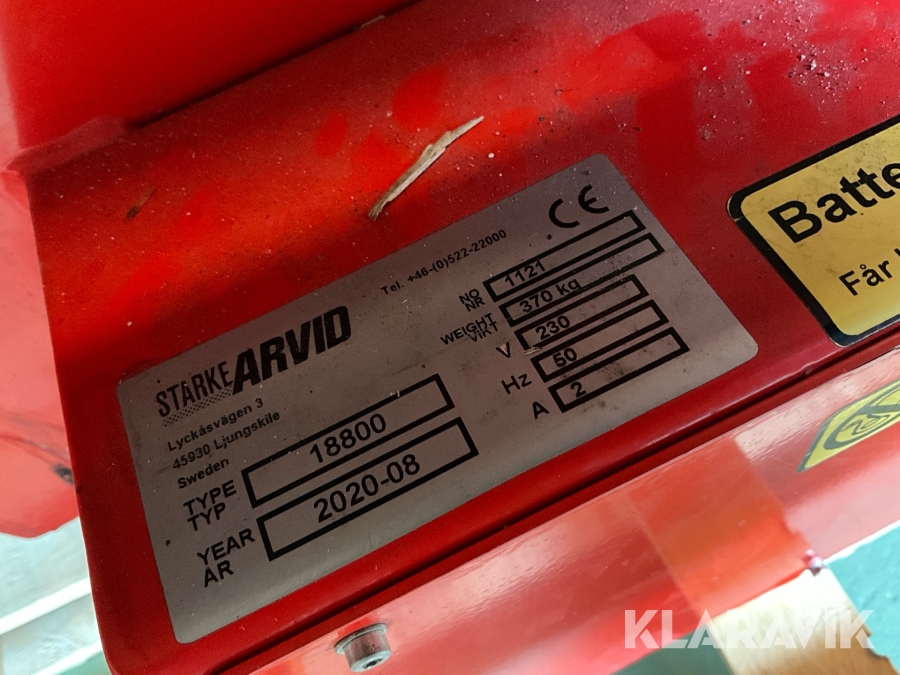 CE
Tel. +46-(0)522-22000
STARKE ARVID
Lyckåsvägen 3
45930 Ljungskile
Sweden
TYPE
TYP
18800
YEAR
ÅR
2020-08
NO
NR
1121
WEIGHT
VIKT
370 kg
V 230
Hz 50
A 2
Batte
Får
KLARAVIK